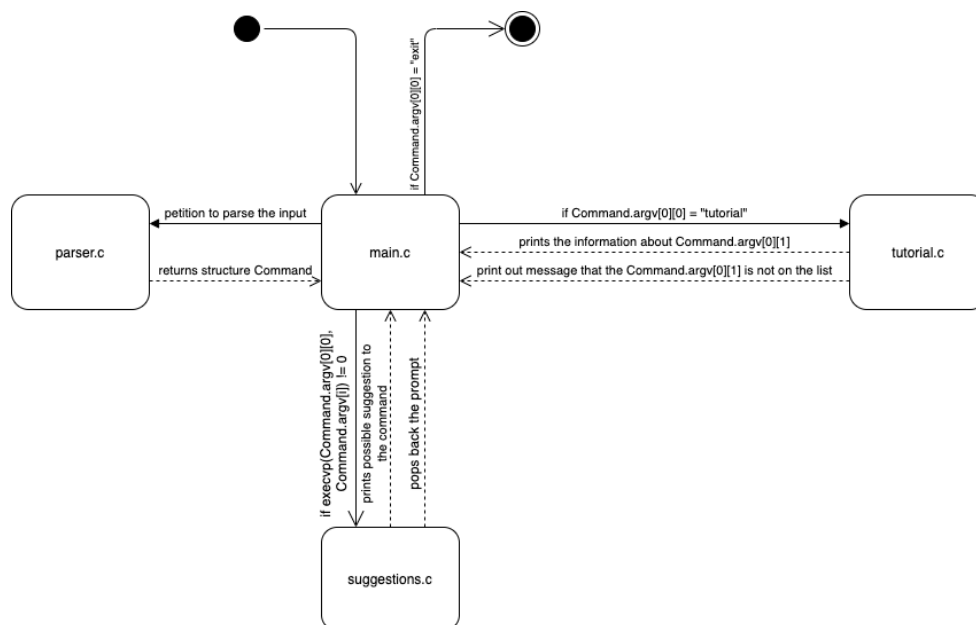 if Command.argv[0][0] = "exit"
petition to parse the input
if Command.argv[0][0] = "tutorial"
prints the information about Command.argv[0][1]
parser.c
main.c
tutorial.c
returns structure Command
print out message that the Command.argv[0][1] is not on the list
if execvp(Command.argv[0][0],
Command.argv[i]) != 0
prints possible suggestion to
the command
pops back the prompt
suggestions.c